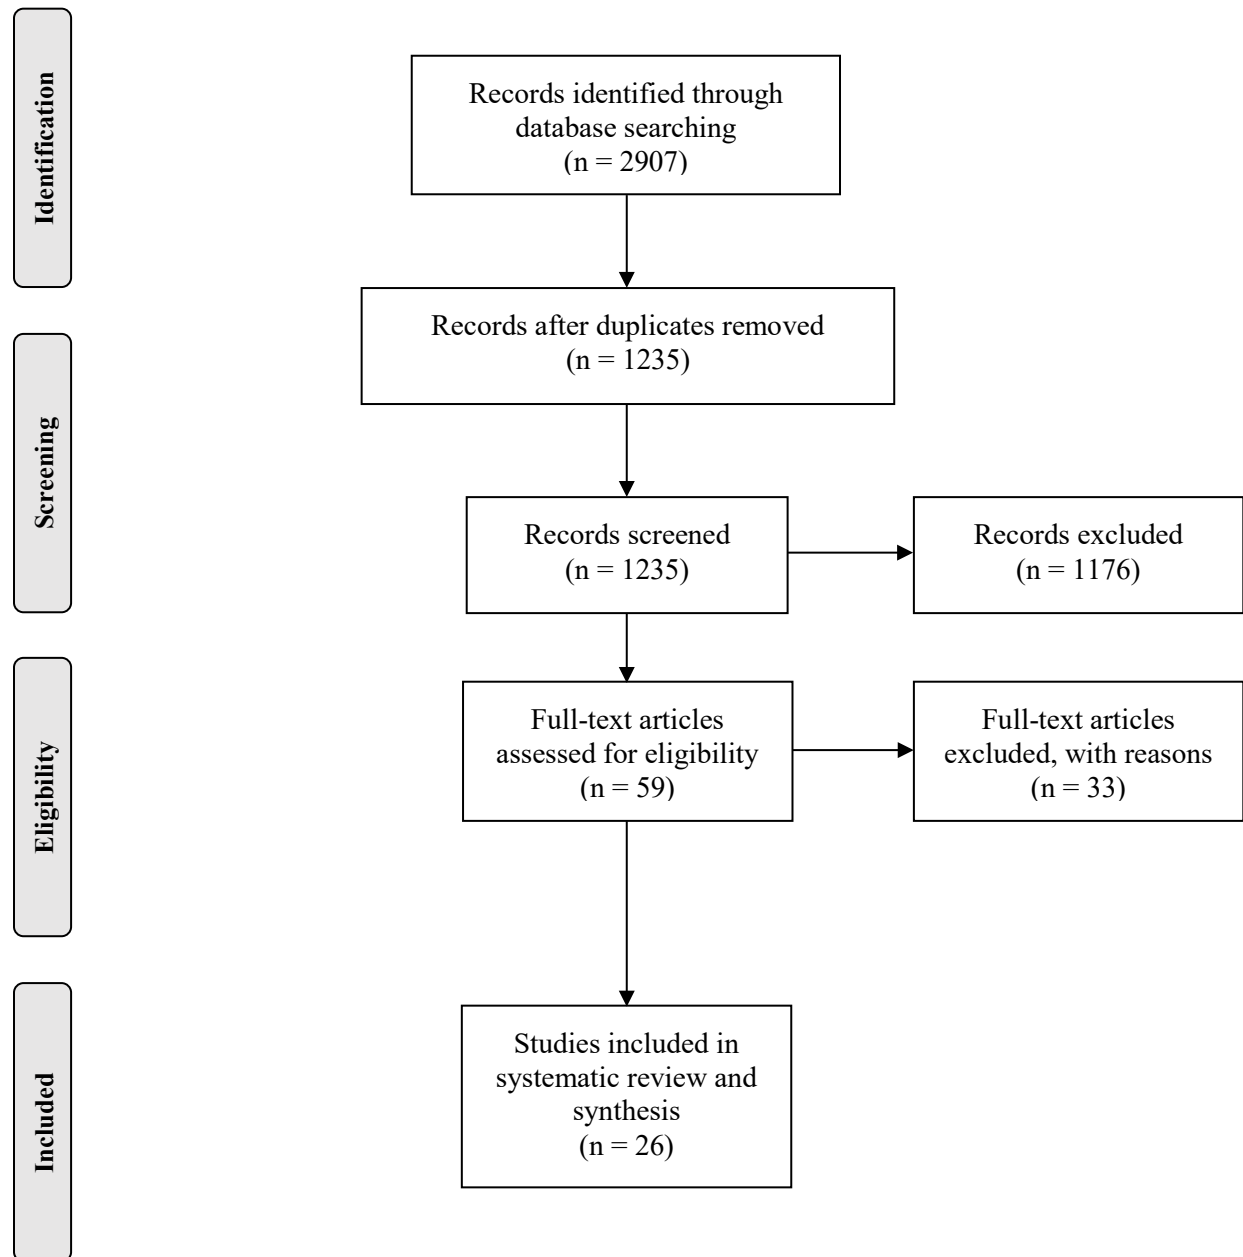 Identification
Records identified through
database searching
(n = 2907)
Records after duplicates removed
(n = 1235)
Screening
Records screened
(n = 1235)
Records excluded
(n = 1176)
Eligibility
Full-text articles
assessed for eligibility
(n = 59)
Full-text articles
excluded, with reasons
(n = 33)
Included
Studies included in
systematic review and
synthesis
(n = 26)